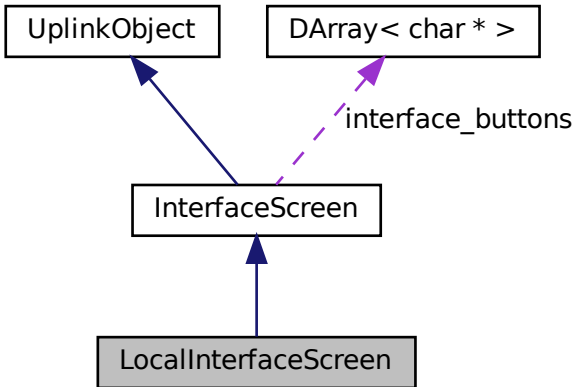 UplinkObject
DArray< char * >
interface_buttons
InterfaceScreen
LocalInterfaceScreen